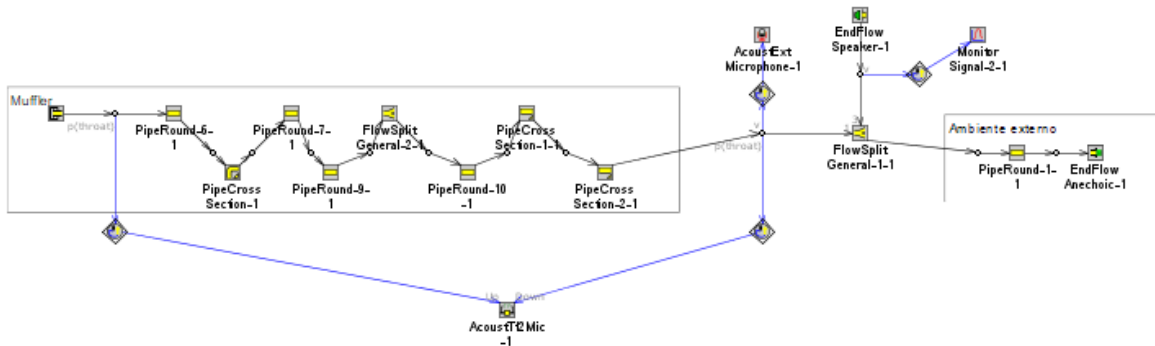 EndFlow
Speaker-1
AcoustExt
Microphone-1
Monitor
Signal-2-1
Muffler
p(throat)
PipeRound-6-
1
PipeRound-7-
1
FlowSplit
General-2-1
PipeCross
Section-1-1
PipeCross
Section-1
PipeRound-9-
1
PipeRound-10
-1
PipeCross
Section-2-1
p(throat)
v
v
FlowSplit
General-1-1
Ambiente externo
PipeRound-1-
1
EndFlow
Anechoic-1
Up
Down
AcoustTl2Mic
-1